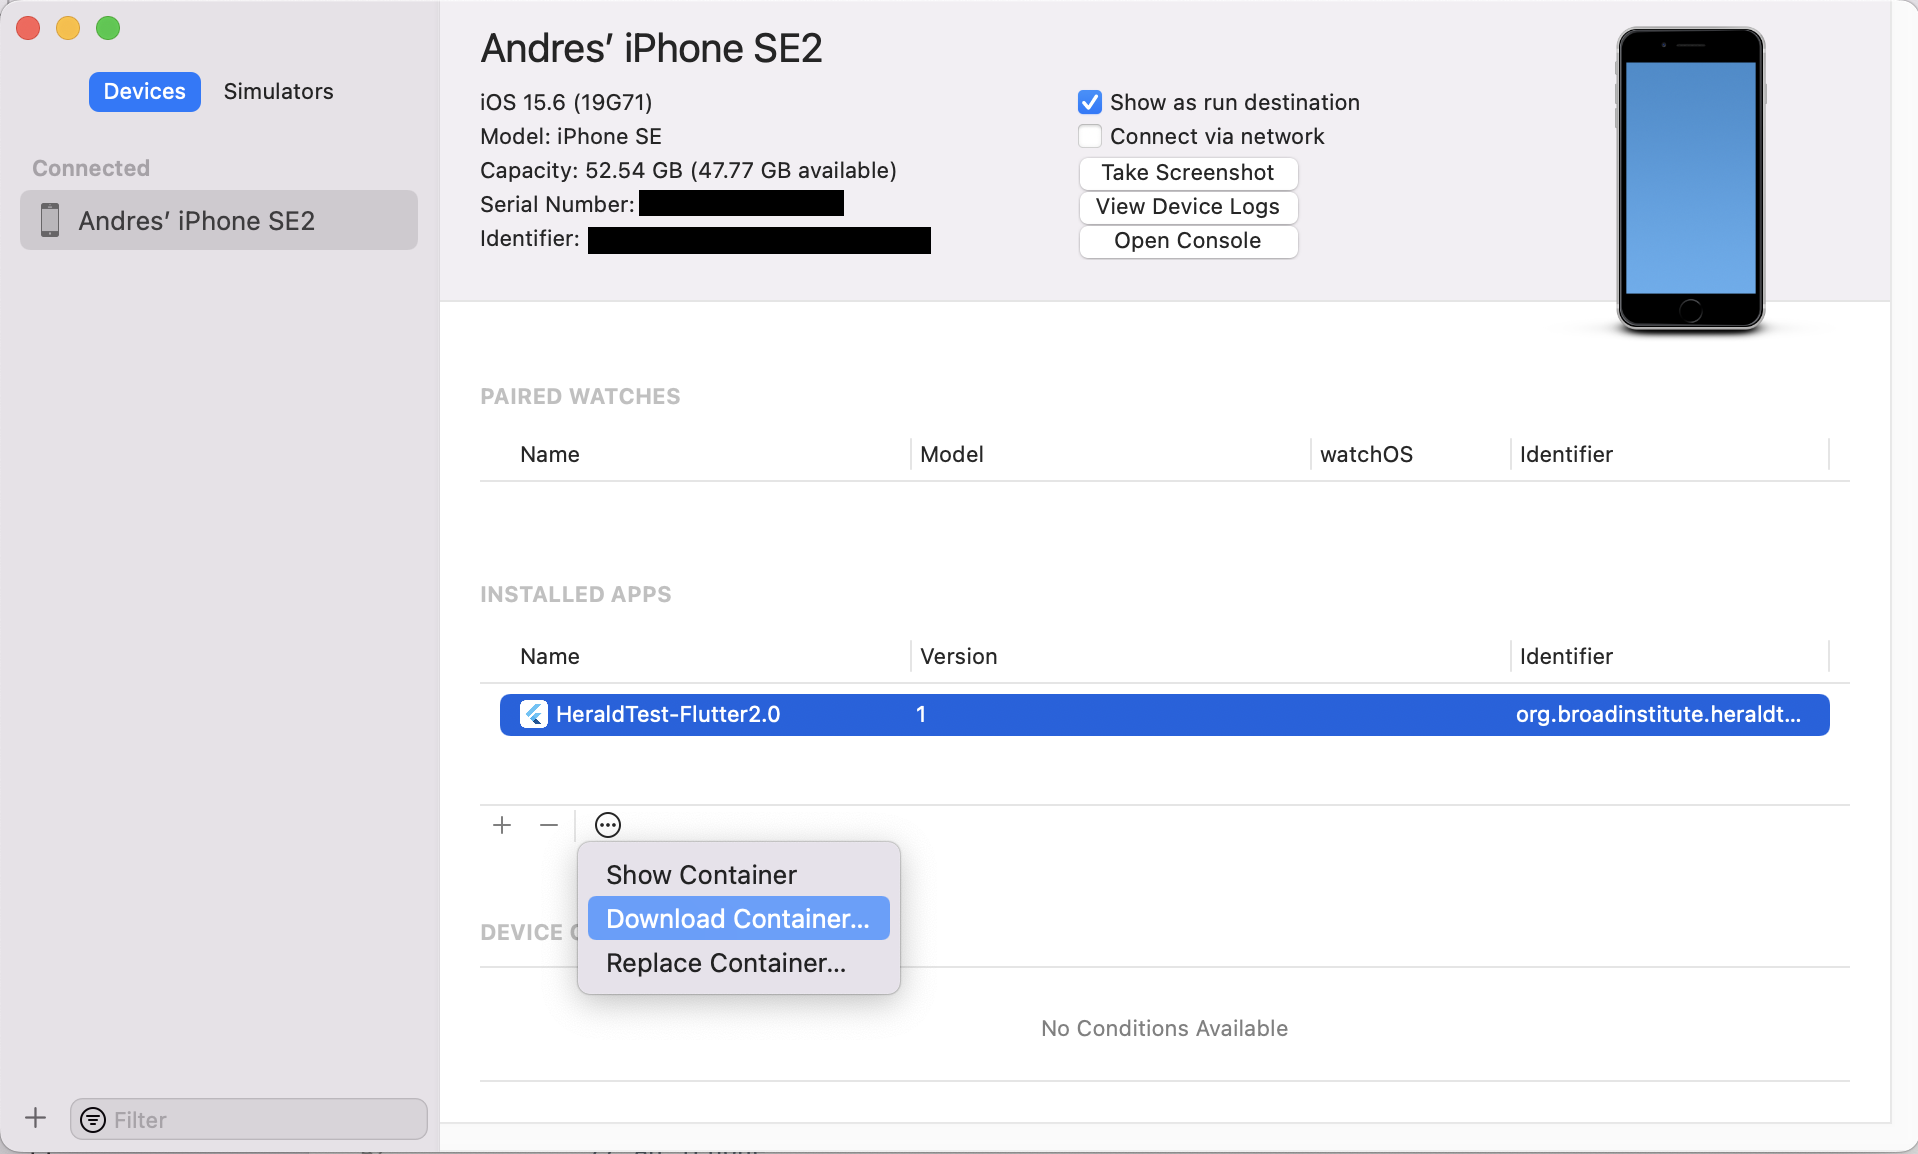 Devices Simulators
Connected
Andres’ iPhone SE2
Filter
Andres’ iPhone SE2
iOS 15.6 (19G71)
Model: iPhone SE
Capacity: 52.54 GB (47.77 GB available)
Serial Number:
Identifier:
Show as run destination
Connect via network
Take Screenshot
View Device Logs
Open Console
PAIRED WATCHES
Name Model watchOS Identifier
INSTALLED APPS
Name Version Identifier
HeraldTest-Flutter2.0 1 org.broadinstitute.heraldt...
Show Container
Download Container...
Replace Container...
DEVICE
No Conditions Available